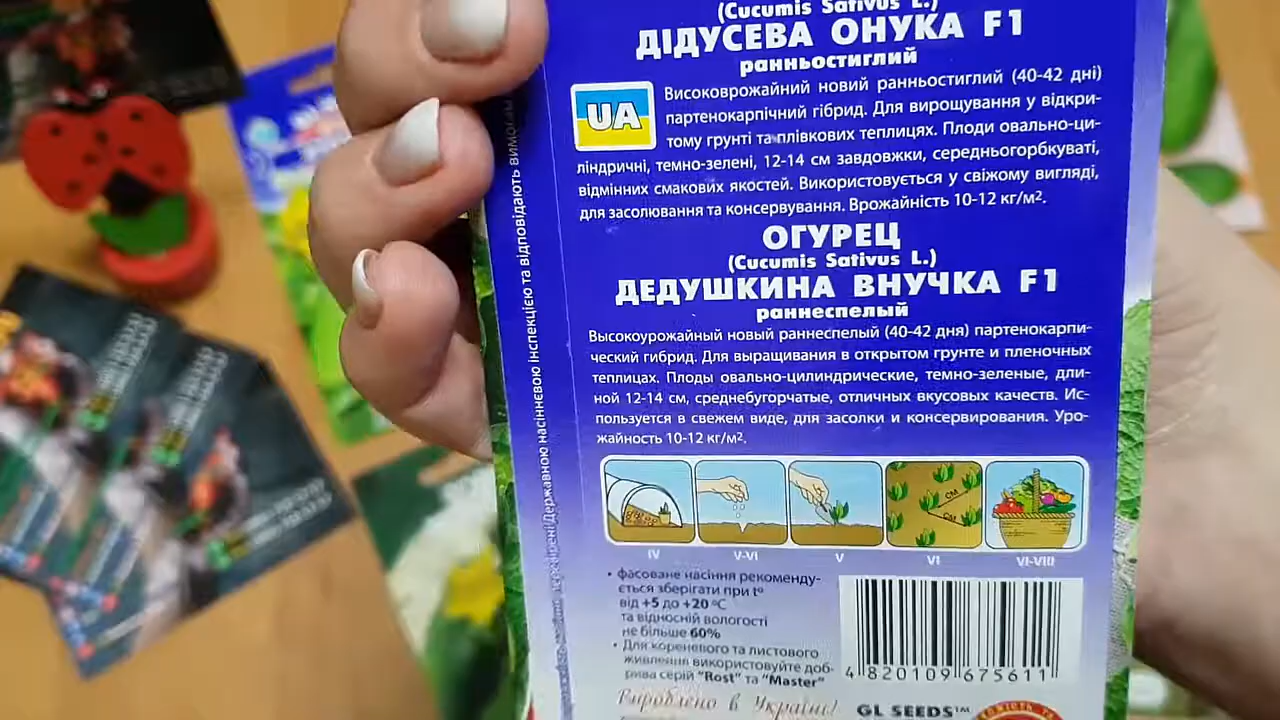 (Cucumis Sativus L.)
ДІДУСЕВА ОНУКА F1
ранньостиглий
UA
Високоврожайний новий ранньостиглий (40-42 дні)
партенокарпічний гібрид. Для вирощування у відкри-
тому грунті та плівкових теплицях. Плоди овально-ци-
ліндричні, темно-зелені, 12-14 см завдовжки, середньогорбкуваті,
відмінних смакових якостей. Використовується у свіжому вигляді,
для засолювання та консервування. Врожайність 10-12 кг/м².
ОГУРЕЦ
(Cucumis Sativus L.)
ДЕДУШКИНА ВНУЧКА F1
раннеспелый
Высокоурожайный новый раннеспелый (40-42 дня) партенокарпи-
ческий гибрид. Для выращивания в открытом грунте и пленочных
теплицах. Плоды овально-цилиндрические, темно-зеленые, дли-
ной 12-14 см, среднебугорчатые, отличных вкусовых качеств. Ис-
пользуется в свежем виде, для засолки и консервирования. Уро-
жайность 10-12 кг/м².
см
см
IV V-VI V VI VI-VIII
• фасоване насіння рекоменду-
ється зберігати при t°
від +5 до +20 °С
та відносній вологості
не більше 60%
• Для кореневого та листового
живлення використовуйте доб-
рива серій "Rost" та "Master"
4 820109 675611
Вироблено в Україні!
GL SEEDS™
Державною насіннєвою інспекцією та відповідають вимогам